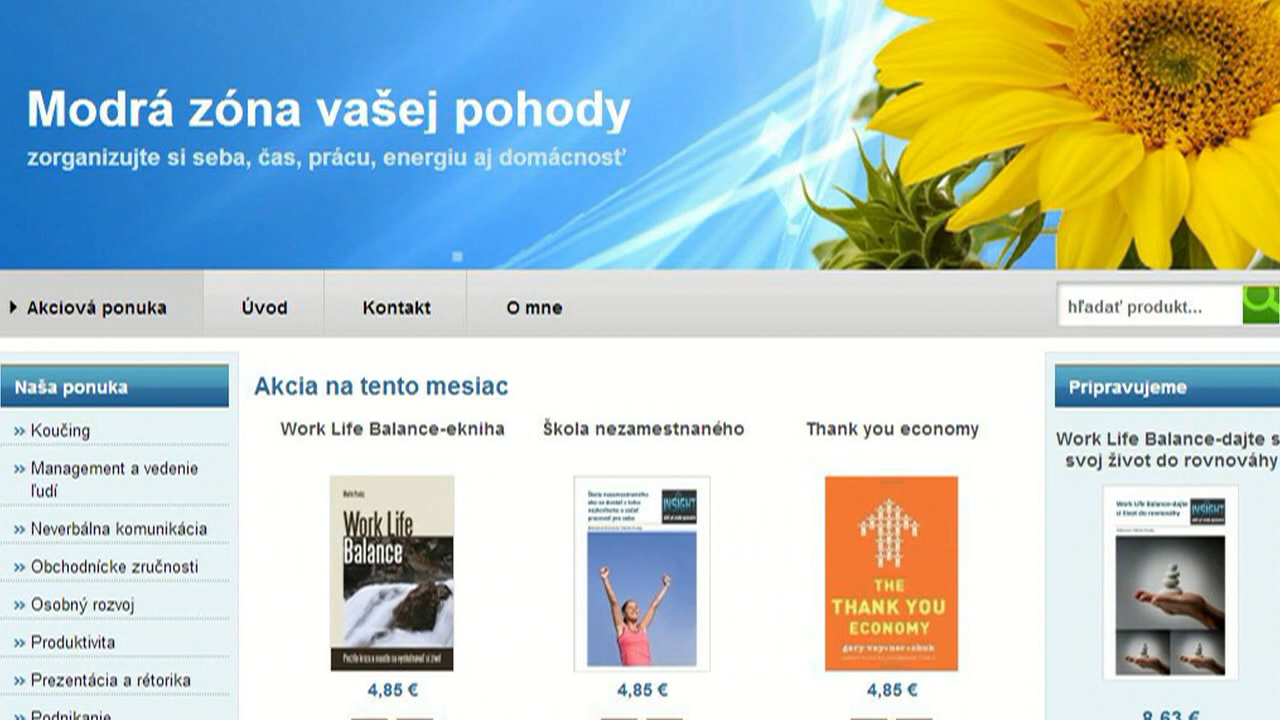 Modrá zóna vašej pohody
zorganizujte si seba, čas, prácu, energiu aj domácnosť
Akciová ponuka
Úvod
Kontakt
O mne
hľadať produkt...
Naša ponuka
» Koučing
» Management a vedenie
ľudí
» Neverbálna komunikácia
» Obchodnícke zručnosti
» Osobný rozvoj
» Produktivita
» Prezentácia a rétorika
» Podnikanie
Akcia na tento mesiac
Work Life Balance-ekniha
Work Life
Balance
4,85 €
Škola nezamestnaného
INSIGHT
4,85 €
Thank you economy
THE
THANK YOU
ECONOMY
gary vaynerchuk
4,85 €
Pripravujeme
Work Life Balance-dajte s
svoj život do rovnováhy
Work Life Balance-dajte
si život do rovnováhy
INSIGHT
8,63 €